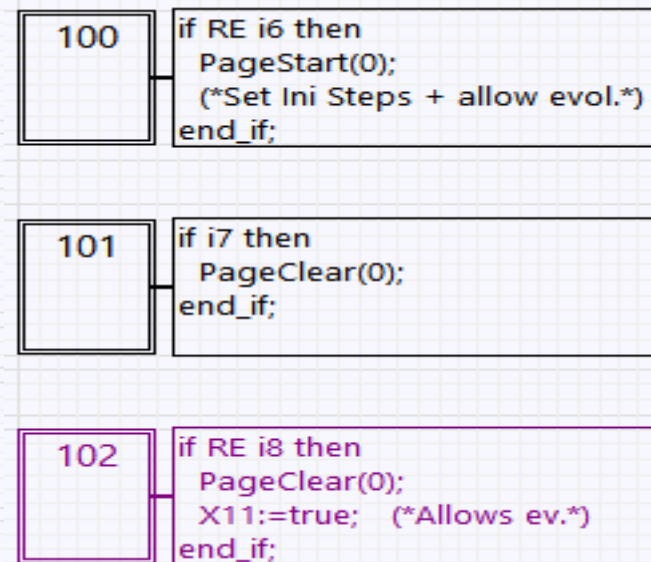 100
if RE i6 then
PageStart(0);
(*Set Ini Steps + allow evol.*)
end_if;
101
if i7 then
PageClear(0);
end_if;
102
if RE i8 then
PageClear(0);
X11:=true; (*Allows ev.*)
end_if;